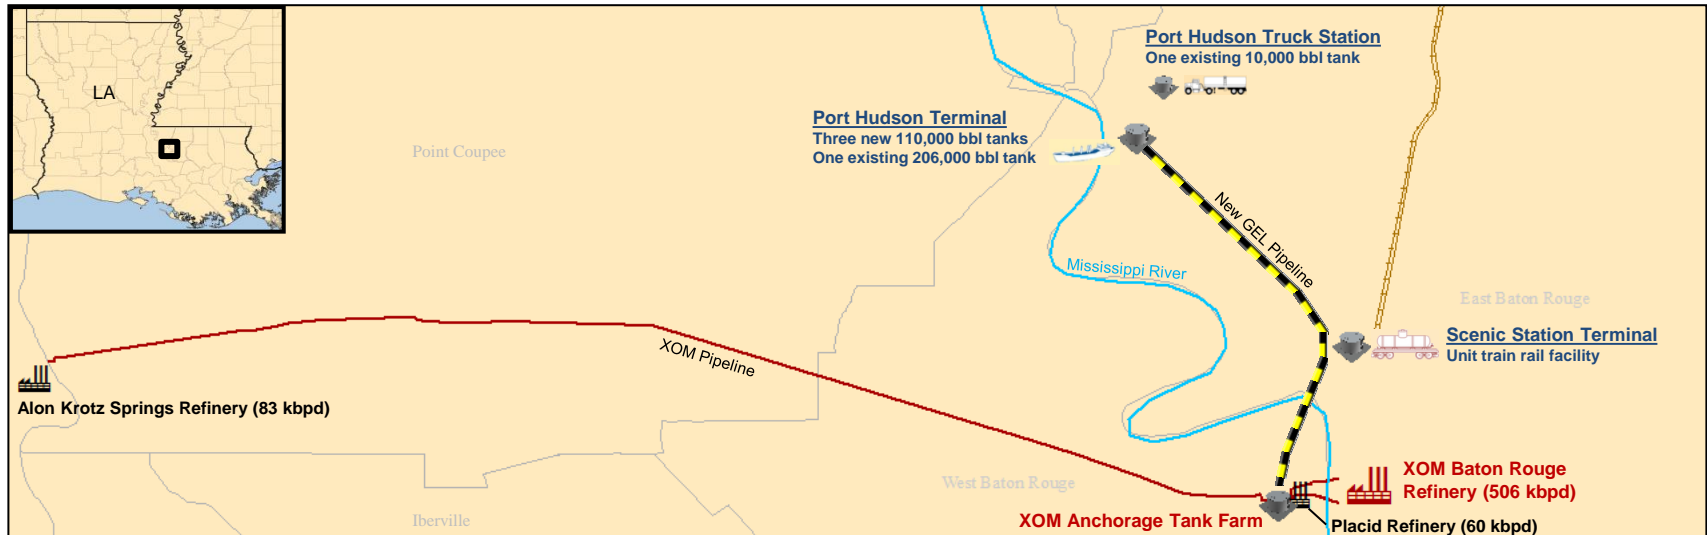 LA
Port Hudson Truck Station
One existing 10,000 bbl tank
Port Hudson Terminal
Three new 110,000 bbl tanks
One existing 206,000 bbl tank
Point Coupee
New GEL Pipeline
Mississippi River
East Baton Rouge
Scenic Station Terminal
Unit train rail facility
XOM Pipeline
Alon Krotz Springs Refinery (83 kbpd)
West Baton Rouge
XOM Baton Rouge
Refinery (506 kbpd)
Iberville
XOM Anchorage Tank Farm
Placid Refinery (60 kbpd)